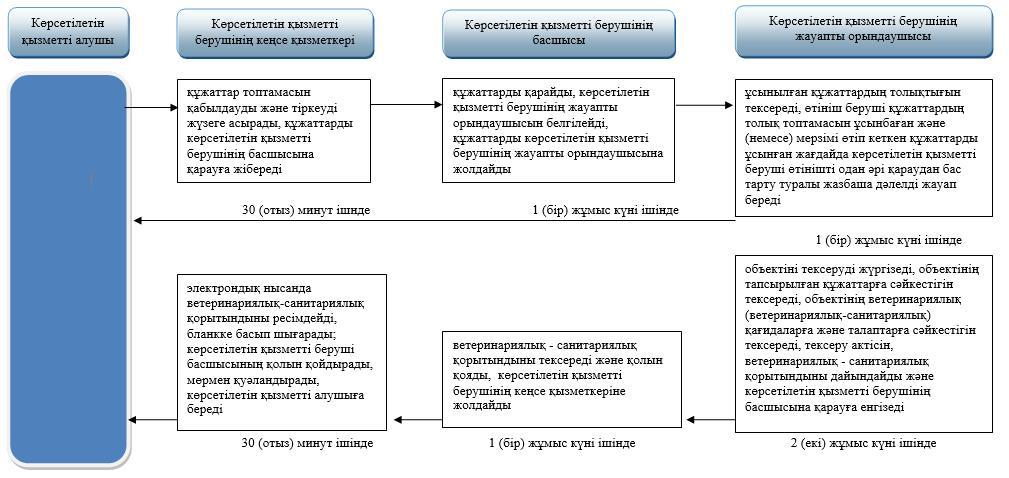 Көрсетілетін
қызметті алушы
Көрсетілетін қызметті
берушінің кеңсе қызметкері
Көрсетілетін қызметті берушінің
басшысы
Көрсетілетін қызметті берушінің
жауапты орындаушысы
құжаттар топтамасын
қабылдауды және тіркеуді
жүзеге асырады, құжаттарды
көрсетілетін қызметті
берушінің басшысына
қарауға жібереді
құжаттарды қарайды, көрсетілетін
қызметті берушінің жауапты
орындаушысын белгілейді,
құжаттарды көрсетілетін қызметті
берушінің жауапты орындаушысына
жолдайды
ұсынылған құжаттардың толықтығын
тексереді, өтініш беруші құжаттардың
толық топтамасын ұсынбаған және
(немесе) мерзімі өтіп кеткен құжаттарды
ұсынған жағдайда көрсетілетін қызметті
беруші өтінішті одан әрі қараудан бас
тарту туралы жазбаша дәлелді жауап
береді
30 (отыз) минут ішнде
1 (бір) жұмыс күні ішінде
1 (бір) жұмыс күні ішінде
электрондық нысанда
ветеринариялық-санитариялық
қорытындыны ресімдейді,
бланкке басып шығарады;
көрсетілетін қызметті беруші
басшысының қолын қойдырады,
мөрмен куәландырады,
көрсетілетін қызметті алушыға
береді
ветеринариялық - санитариялық
қорытындыны тексереді және қолын
қояды,  көрсетілетін қызметті
берушінің кеңсе қызметкеріне
жолдайды
объектіні тексеруді жүргізеді, объектінің
тапсырылған құжаттарға сәйкестігін
тексереді, объектінің ветеринариялық
(ветеринариялық-санитариялық)
қағидаларға және талаптарға сәйкестігін
тексереді, тексеру актісін,
ветеринариялық - санитариялық
қорытындыны дайындайды және
көрсетілетін қызметті берушінің
басшысына қарауға енгізеді
30 (отыз) минут ішінде
1 (бір) жұмыс күні ішінде
2 (екі) жұмыс күні ішінде